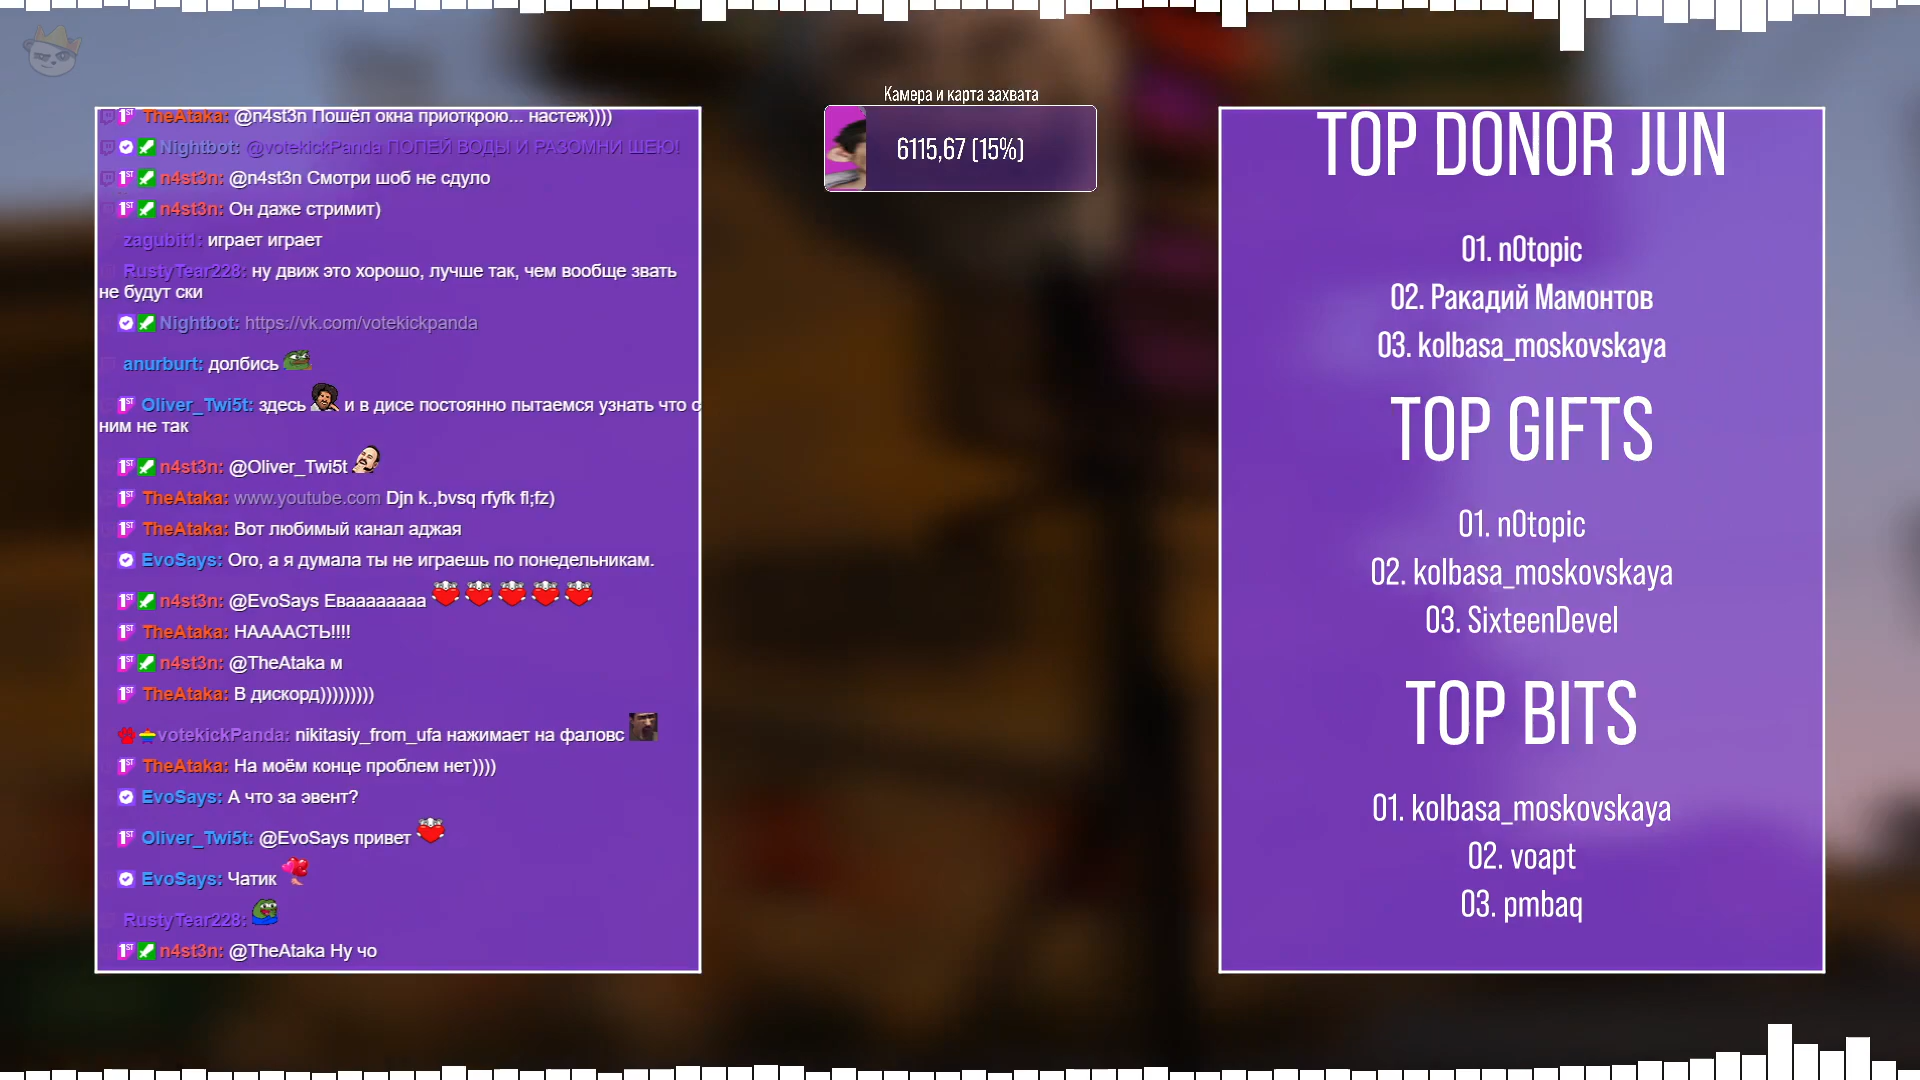 TheAtaka: @n4st3n Пошёл окна приоткрою... настеж))))
Nightbot: @votekickPanda ПОПЕЙ ВОДЫ И РАЗОМНИ ШЕЮ!
n4st3n: @n4st3n Смотри шоб не сдуло
n4st3n: Он даже стримит)
zagubit1: играет играет
RustyTear228: ну движ это хорошо, лучше так, чем вообще звать
не будут ски
Nightbot: https://vk.com/votekickpanda
anurburt: долбись
Oliver_Twi5t: здесь и в дисе постоянно пытаемся узнать что с
ним не так
n4st3n: @Oliver_Twi5t
TheAtaka: www.youtube.com Djn k.,bvsq rfyfk fl;fz)
TheAtaka: Вот любимый канал аджая
EvoSays: Ого, а я думала ты не играешь по понедельникам.
n4st3n: @EvoSays Еваааааааа
TheAtaka: НААААСТЬ!!!!
n4st3n: @TheAtaka м
TheAtaka: В дискорд)))))))))
votekickPanda: nikitasiy_from_ufa нажимает на фаловс
TheAtaka: На моём конце проблем нет))))
EvoSays: А что за эвент?
Oliver_Twi5t: @EvoSays привет
EvoSays: Чатик
RustyTear228:
n4st3n: @TheAtaka Ну чо
Камера и карта захвата
6115,67 (15%)
TOP DONOR JUN
01. n0topic
02. Ракадий Мамонтов
03. kolbasa_moskovskaya
TOP GIFTS
01. n0topic
02. kolbasa_moskovskaya
03. SixteenDevel
TOP BITS
01. kolbasa_moskovskaya
02. voapt
03. pmbaq